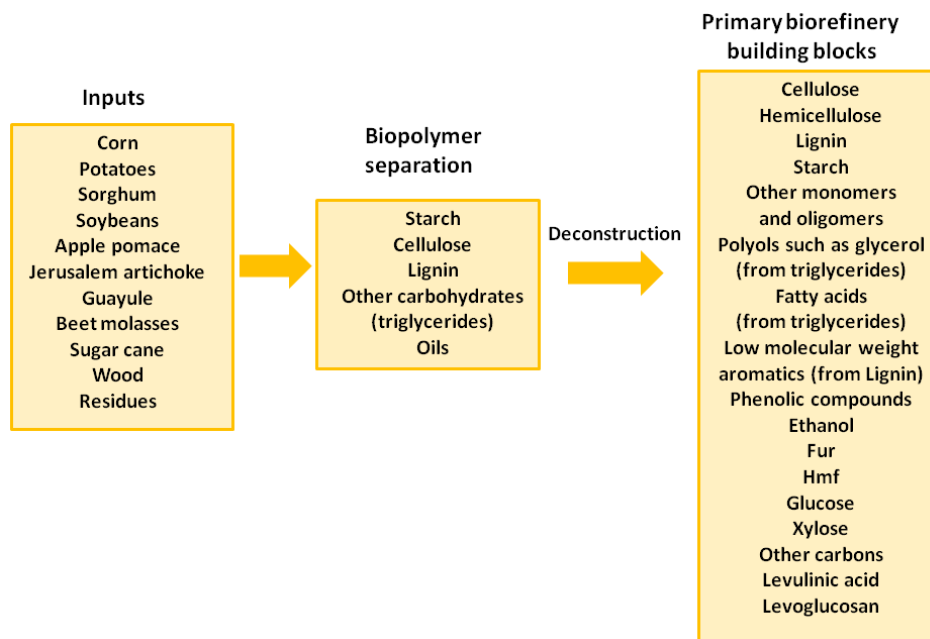 Inputs
Corn
Potatoes
Sorghum
Soybeans
Apple pomace
Jerusalem artichoke
Guayule
Beet molasses
Sugar cane
Wood
Residues
Biopolymer
separation
Starch
Cellulose
Lignin
Other carbohydrates
(triglycerides)
Oils
Deconstruction
Primary biorefinery
building blocks
Cellulose
Hemicellulose
Lignin
Starch
Other monomers
and oligomers
Polyols such as glycerol
(from triglycerides)
Fatty acids
(from triglycerides)
Low molecular weight
aromatics (from Lignin)
Phenolic compounds
Ethanol
Fur
Hmf
Glucose
Xylose
Other carbons
Levulinic acid
Levoglucosan